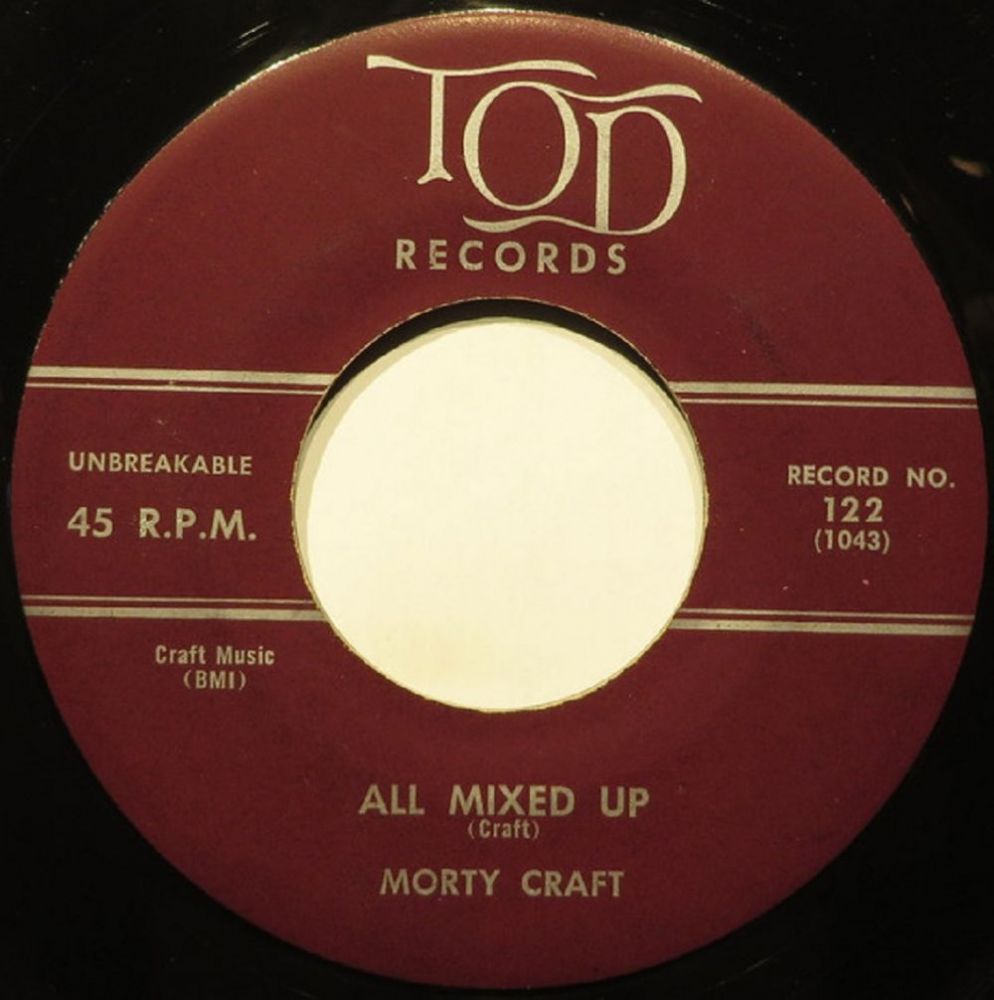 TOD
RECORDS
UNBREAKABLE
45 R.P.M.
RECORD NO.
122
(1043)
Craft Music
(BMI)
ALL MIXED UP
(Craft)
MORTY CRAFT